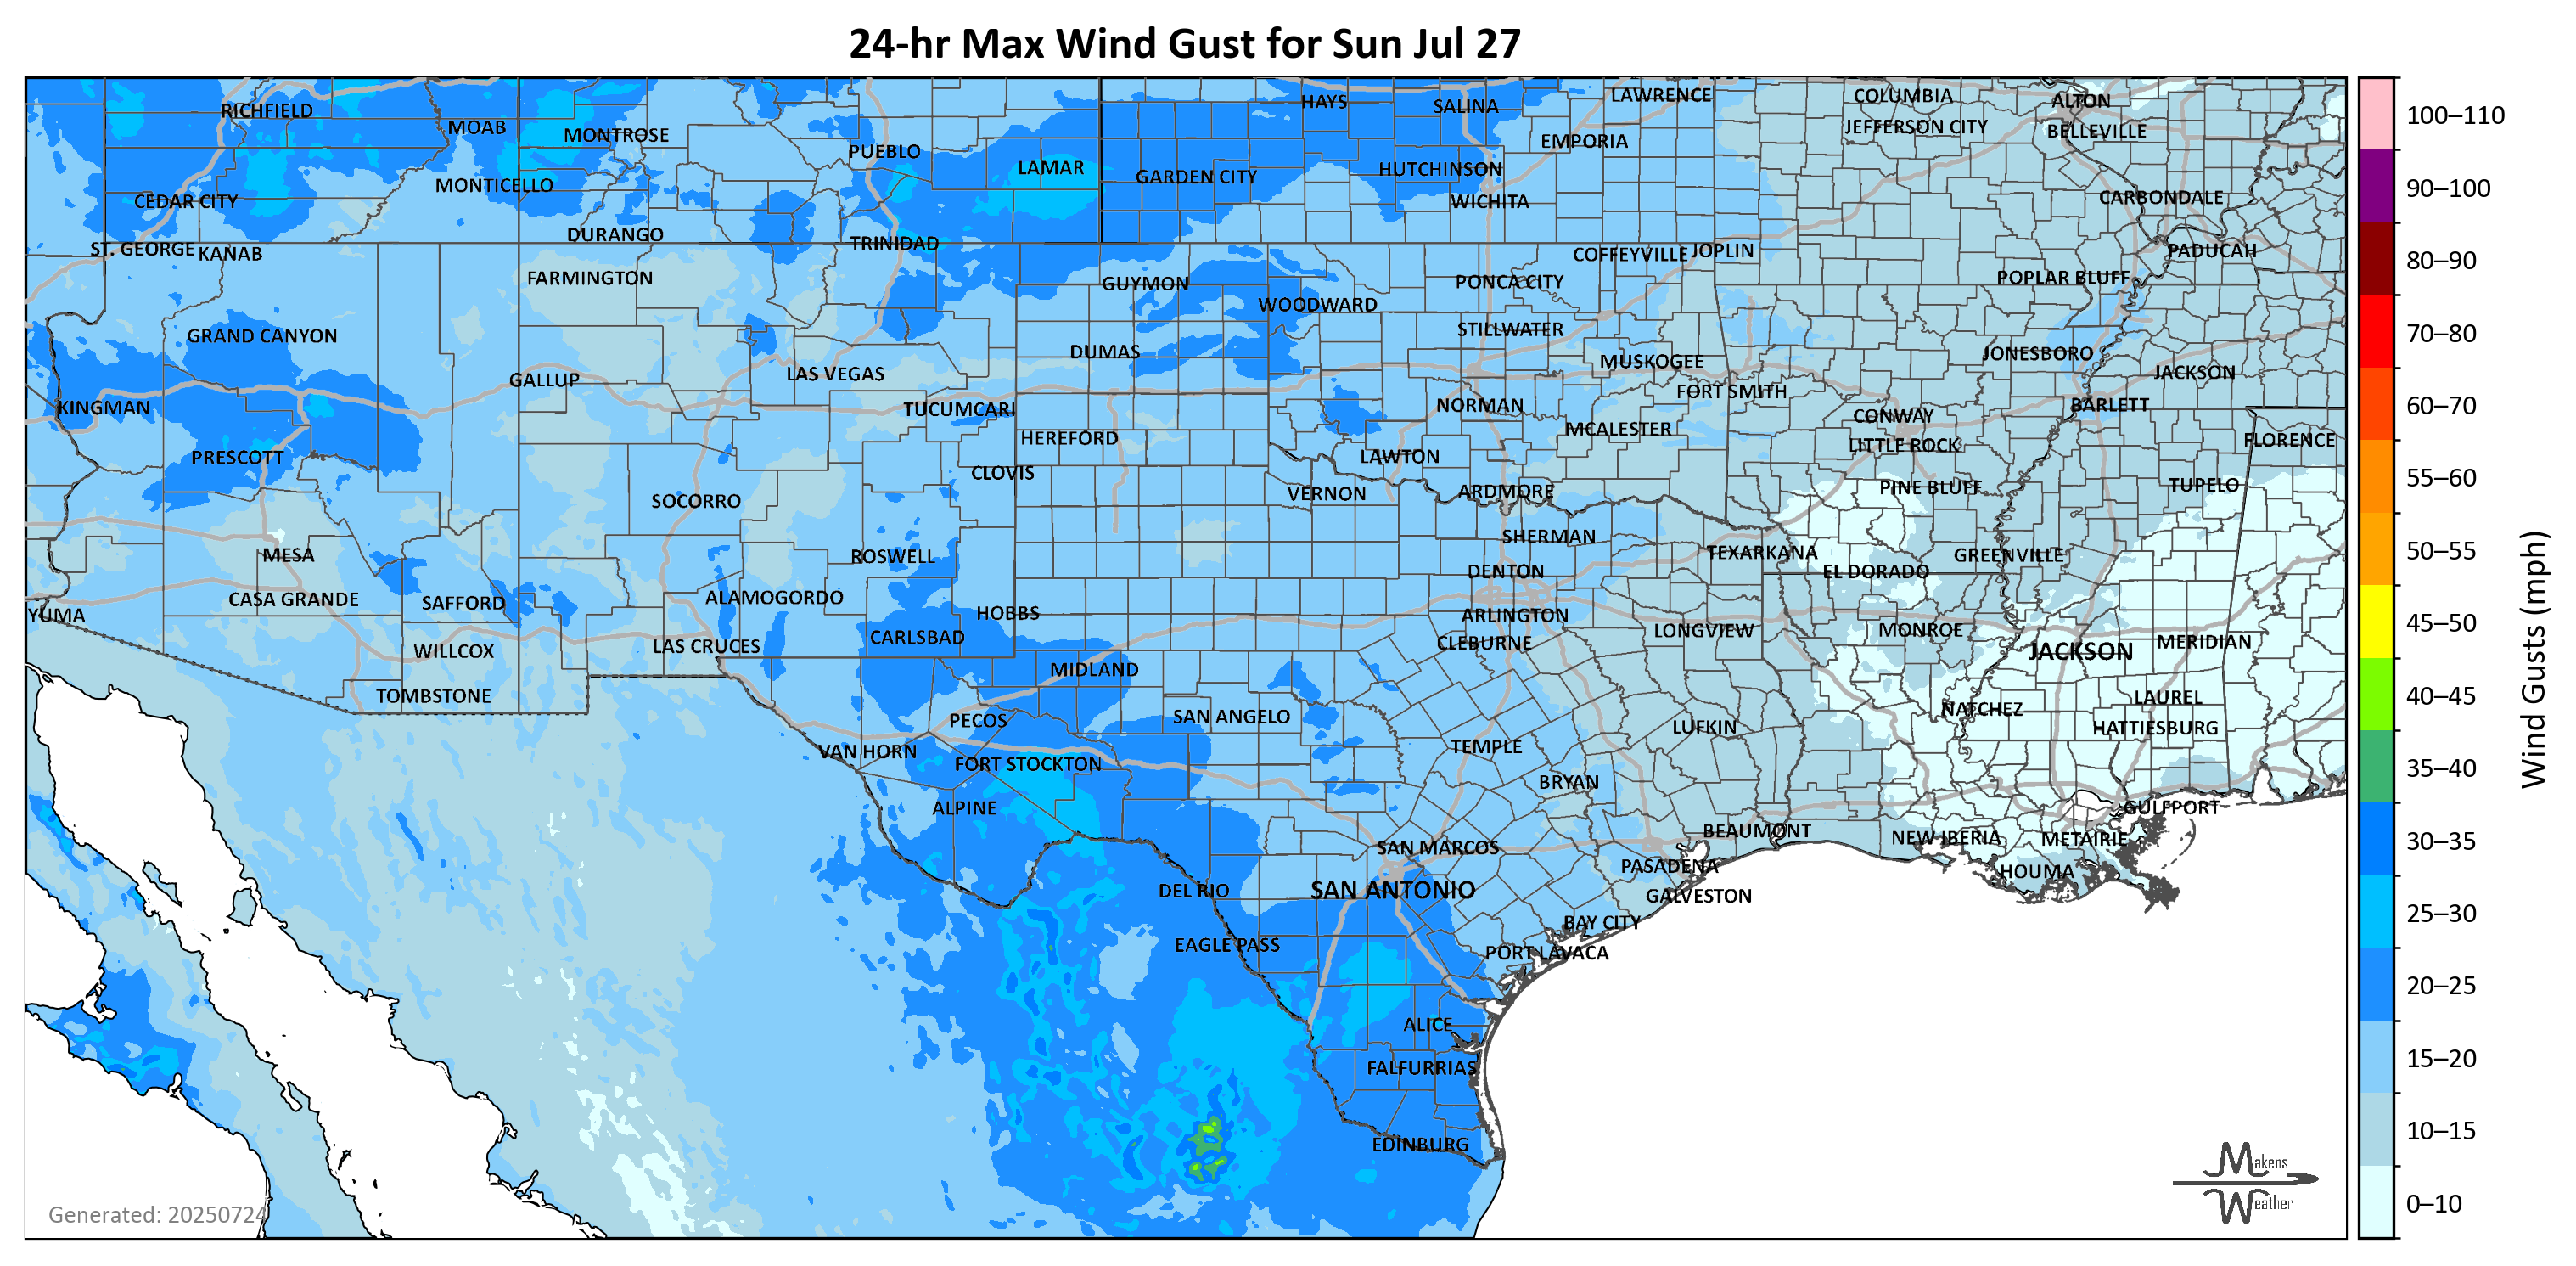 24-hr Max Wind Gust for Sun Jul 27
RICHFIELD
MOAB
MONTROSE
PUEBLO
LAMAR
HAYS
SALINA
LAWRENCE
COLUMBIA
ALTON
EMPORIA
JEFFERSON CITY
BELLEVILLE
MONTICELLO
GARDEN CITY
HUTCHINSON
CEDAR CITY
WICHITA
CARBONDALE
DURANGO
TRINIDAD
ST. GEORGE
KANAB
COFFEYVILLE
JOPLIN
PADUCAH
FARMINGTON
GUYMON
PONCA CITY
POPLAR BLUFF
WOODWARD
GRAND CANYON
STILLWATER
DUMAS
MUSKOGEE
JONESBORO
GALLUP
LAS VEGAS
JACKSON
FORT SMITH
KINGMAN
TUCUMCARI
NORMAN
BARLETT
CONWAY
HEREFORD
MCALESTER
LITTLE ROCK
FLORENCE
PRESCOTT
CLOVIS
LAWTON
SOCORRO
VERNON
ARDMORE
PINE BLUFF
TUPELO
MESA
ROSWELL
SHERMAN
TEXARKANA
GREENVILLE
DENTON
EL DORADO
CASA GRANDE
SAFFORD
ALAMOGORDO
YUMA
HOBBS
ARLINGTON
WILLCOX
LAS CRUCES
CARLSBAD
CLEBURNE
LONGVIEW
MONROE
JACKSON
MERIDIAN
MIDLAND
TOMBSTONE
PECOS
SAN ANGELO
NATCHEZ
LAUREL
LUFKIN
HATTIESBURG
VAN HORN
FORT STOCKTON
TEMPLE
BRYAN
ALPINE
GULFPORT
BEAUMONT
NEW IBERIA
METAIRIE
SAN MARCOS
PASADENA
HOUMA
DEL RIO
SAN ANTONIO
GALVESTON
BAY CITY
EAGLE PASS
PORT LAVACA
ALICE
FALFURRIAS
EDINBURG
Generated: 20250724
Makens
Weather
100–110
90–100
80–90
70–80
60–70
55–60
50–55
45–50
40–45
35–40
30–35
25–30
20–25
15–20
10–15
0–10
Wind Gusts (mph)